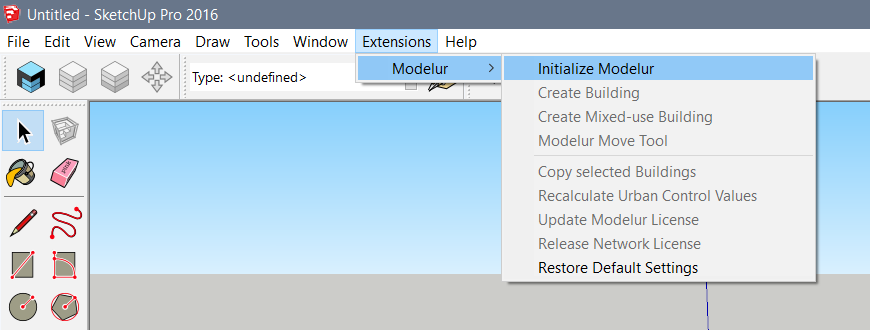 Untitled - SketchUp Pro 2016
File Edit View Camera Draw Tools Window Extensions Help
Modelur
Type: <undefined>
Initialize Modelur
Create Building
Create Mixed-use Building
Modelur Move Tool
Copy selected Buildings
Recalculate Urban Control Values
Update Modelur License
Release Network License
Restore Default Settings